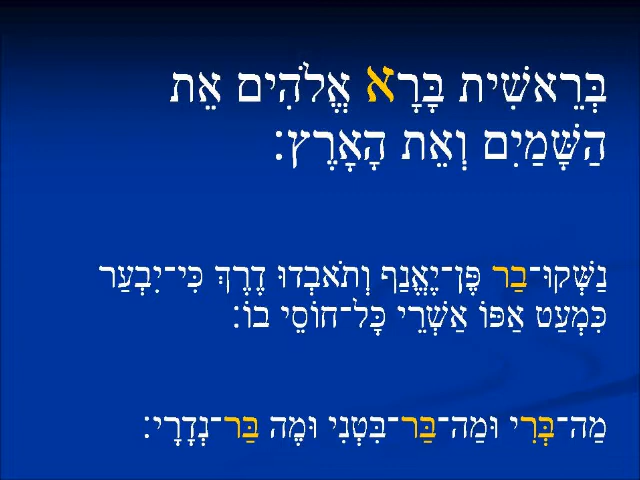 בְּרֵאשִׁית בָּרָא אֱלֹהִים אֵת
הַשָּׁמַיִם וְאֵת הָאָרֶץ׃
נַשְּׁקוּ־בַר פֶּן־יֶאֱנַף וְתֹאבְדוּ דֶרֶךְ כִּי־יִבְעַר
כִּמְעַט אַפּוֹ אַשְׁרֵי כָּל־חוֹסֵי בוֹ׃
מַה־בְּרִי וּמַה־בַּר־בִּטְנִי וּמֶה בַּר־נְדָרָי׃